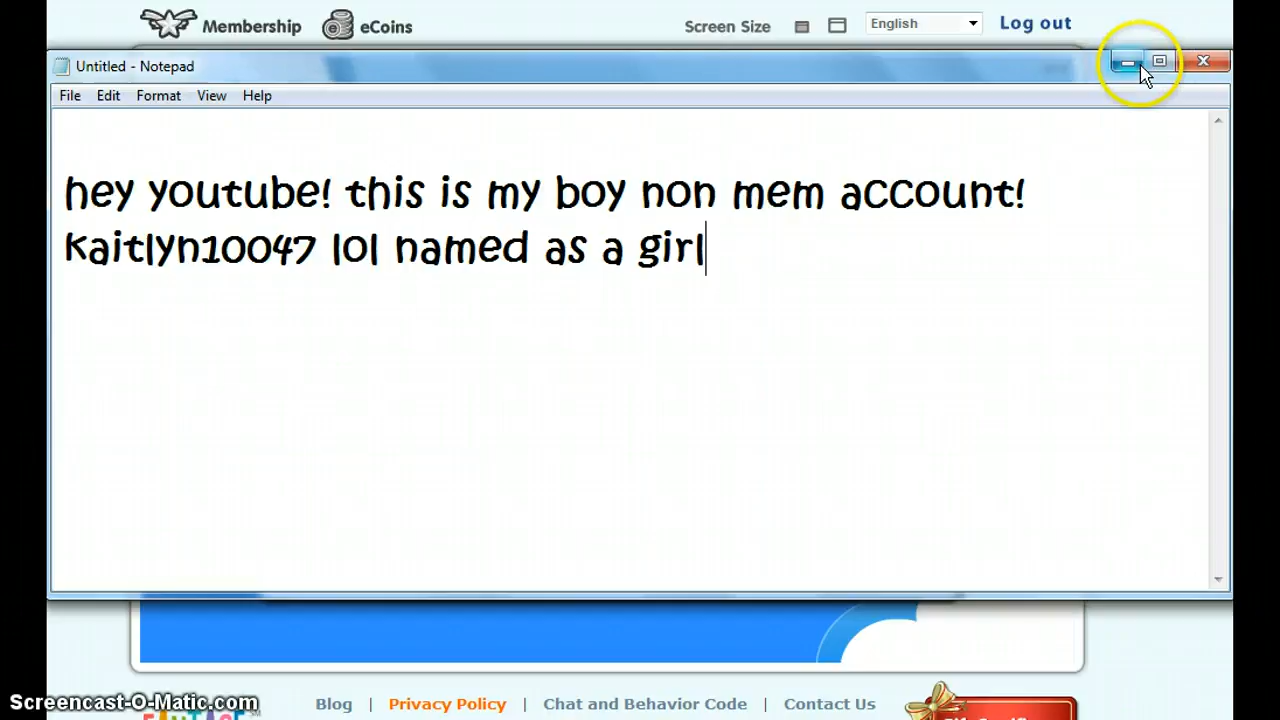 Membership eCoins Screen Size English Log out
Untitled - Notepad
File Edit Format View Help
hey youtube! this is my boy non mem account!
kaitlyn10047 lol named as a girl
Blog | Privacy Policy | Chat and Behavior Code | Contact Us
Screencast-O-Matic.com